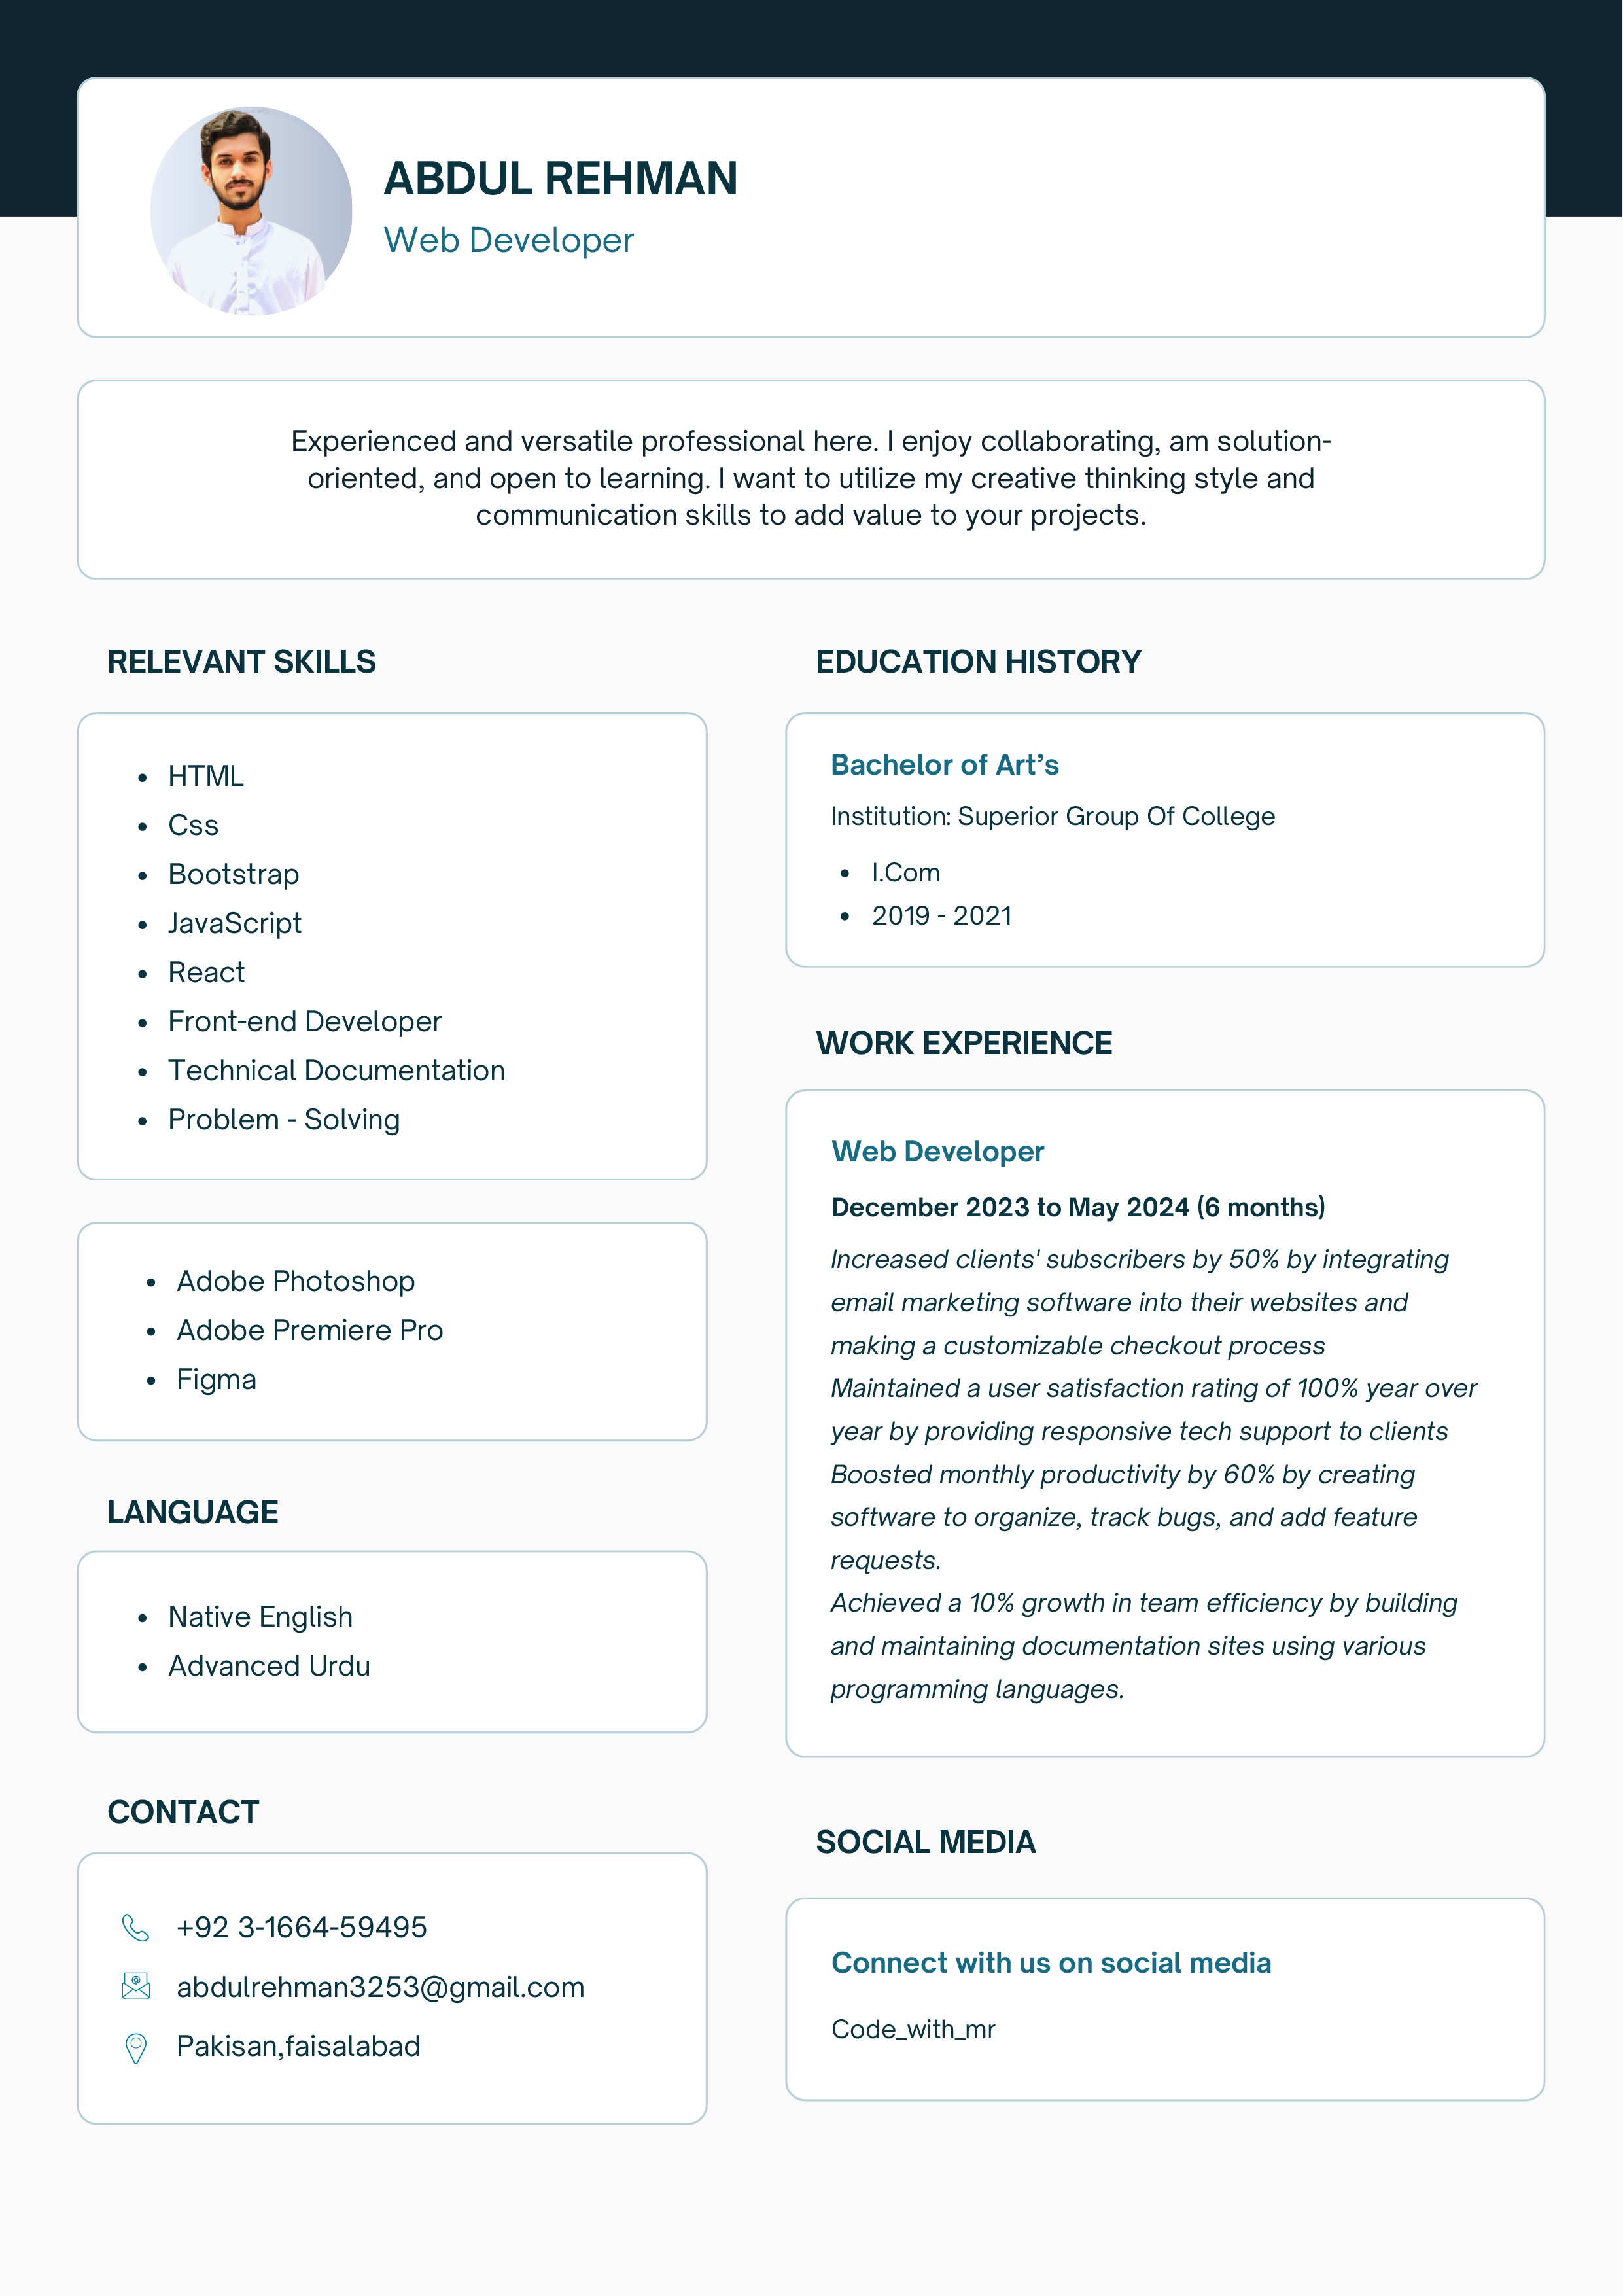 ABDUL REHMAN
Web Developer
Experienced and versatile professional here. I enjoy collaborating, am solution-
oriented, and open to learning. I want to utilize my creative thinking style and
communication skills to add value to your projects.
RELEVANT SKILLS
• HTML
• Css
• Bootstrap
• JavaScript
• React
• Front-end Developer
• Technical Documentation
• Problem - Solving
• Adobe Photoshop
• Adobe Premiere Pro
• Figma
LANGUAGE
• Native English
• Advanced Urdu
CONTACT
+92 3-1664-59495
abdulrehman3253@gmail.com
Pakisan,faisalabad
EDUCATION HISTORY
Bachelor of Art’s
Institution: Superior Group Of College
• I.Com
• 2019 - 2021
WORK EXPERIENCE
Web Developer
December 2023 to May 2024 (6 months)
Increased clients' subscribers by 50% by integrating
email marketing software into their websites and
making a customizable checkout process
Maintained a user satisfaction rating of 100% year over
year by providing responsive tech support to clients
Boosted monthly productivity by 60% by creating
software to organize, track bugs, and add feature
requests.
Achieved a 10% growth in team efficiency by building
and maintaining documentation sites using various
programming languages.
SOCIAL MEDIA
Connect with us on social media
Code_with_mr